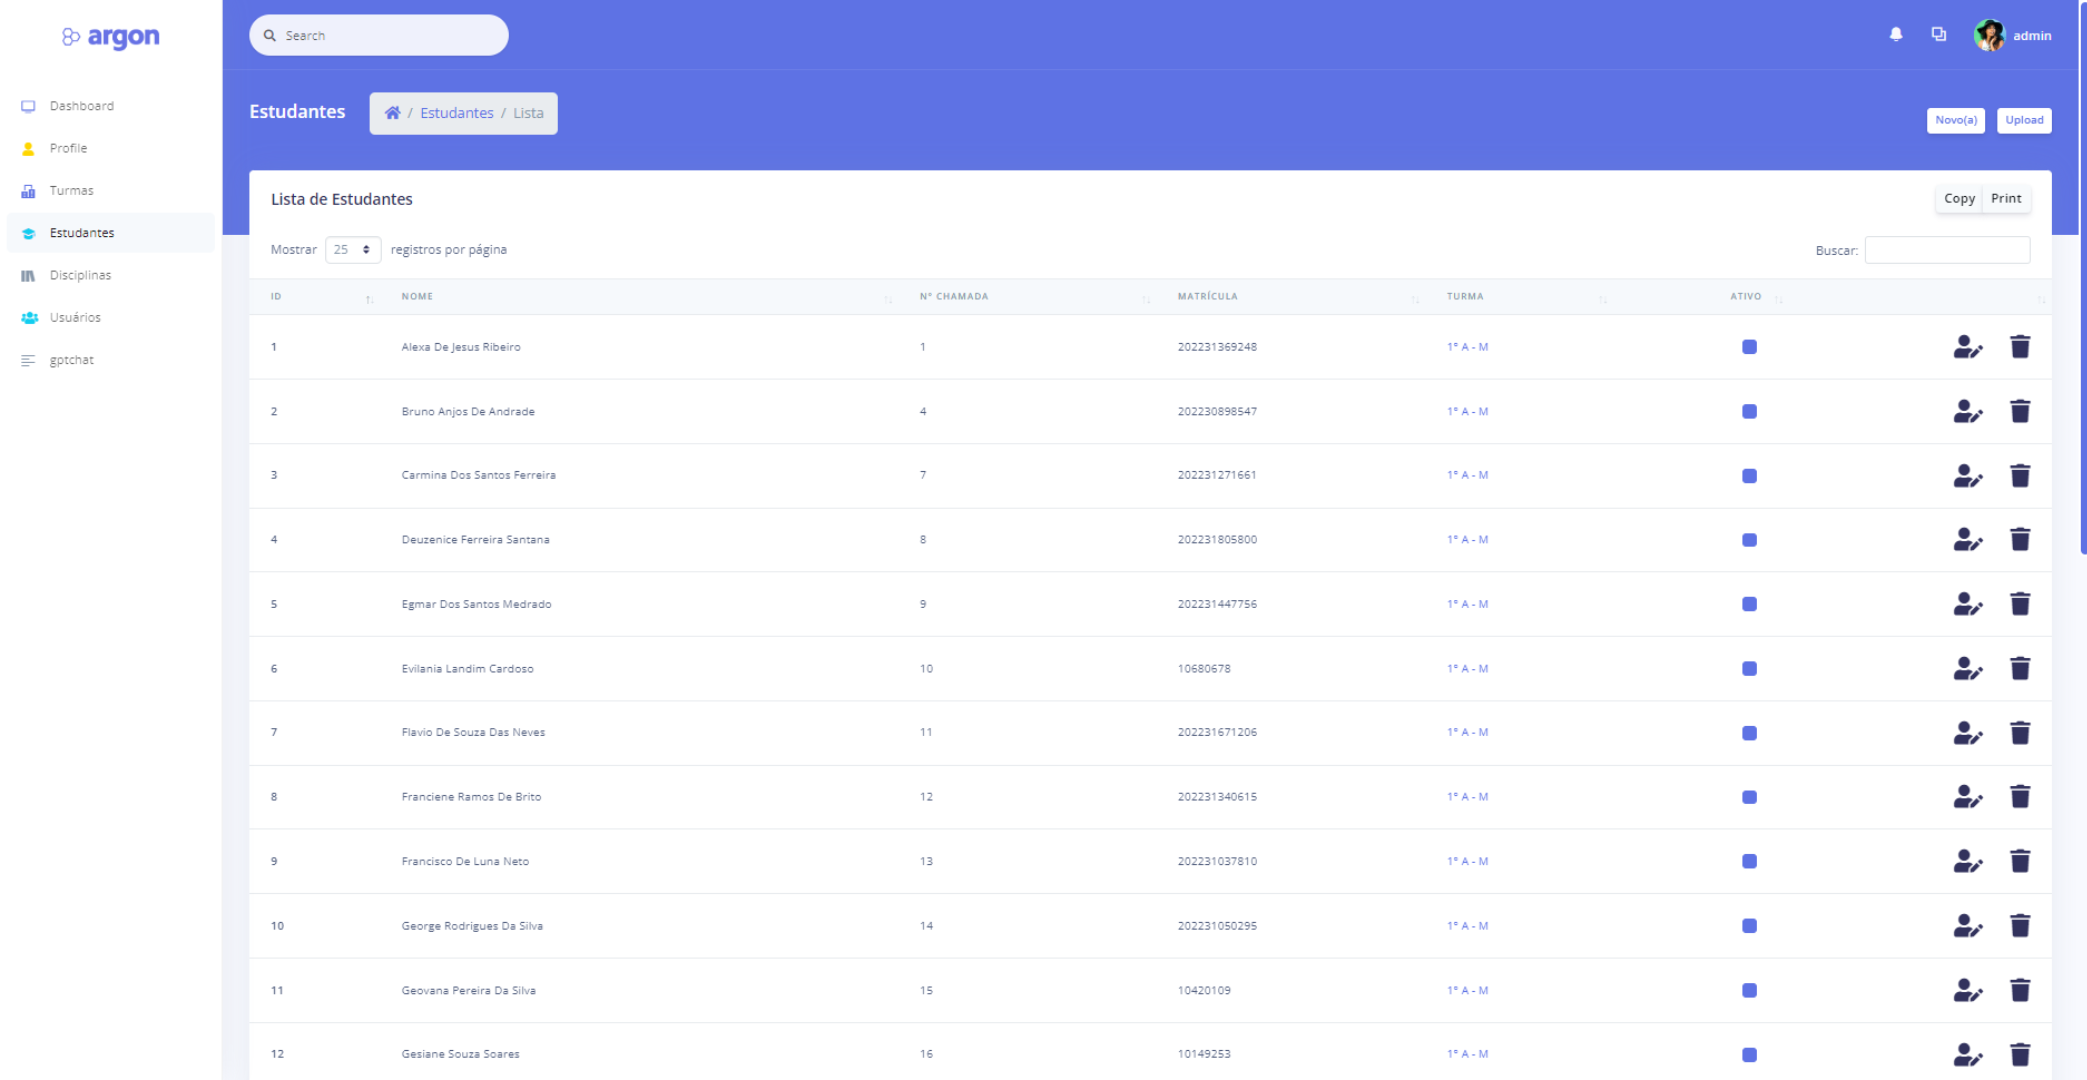 argon
Search
admin
Dashboard
Profile
Turmas
Estudantes
Disciplinas
Usuários
gptchat
Estudantes / Estudantes / Lista
Novo(a) Upload
Lista de Estudantes
Copy Print
Mostrar 25 registros por página
Buscar:
ID NOME Nº CHAMADA MATRÍCULA TURMA ATIVO
1 Alexa De Jesus Ribeiro 1 202231369248 1º A - M
2 Bruno Anjos De Andrade 4 202230898547 1º A - M
3 Carmina Dos Santos Ferreira 7 202231271661 1º A - M
4 Deuzenice Ferreira Santana 8 202231805800 1º A - M
5 Egmar Dos Santos Medrado 9 202231447756 1º A - M
6 Evilania Landim Cardoso 10 10680678 1º A - M
7 Flavio De Souza Das Neves 11 202231671206 1º A - M
8 Franciene Ramos De Brito 12 202231340615 1º A - M
9 Francisco De Luna Neto 13 202231037810 1º A - M
10 George Rodrigues Da Silva 14 202231050295 1º A - M
11 Geovana Pereira Da Silva 15 10420109 1º A - M
12 Gesiane Souza Soares 16 10149253 1º A - M